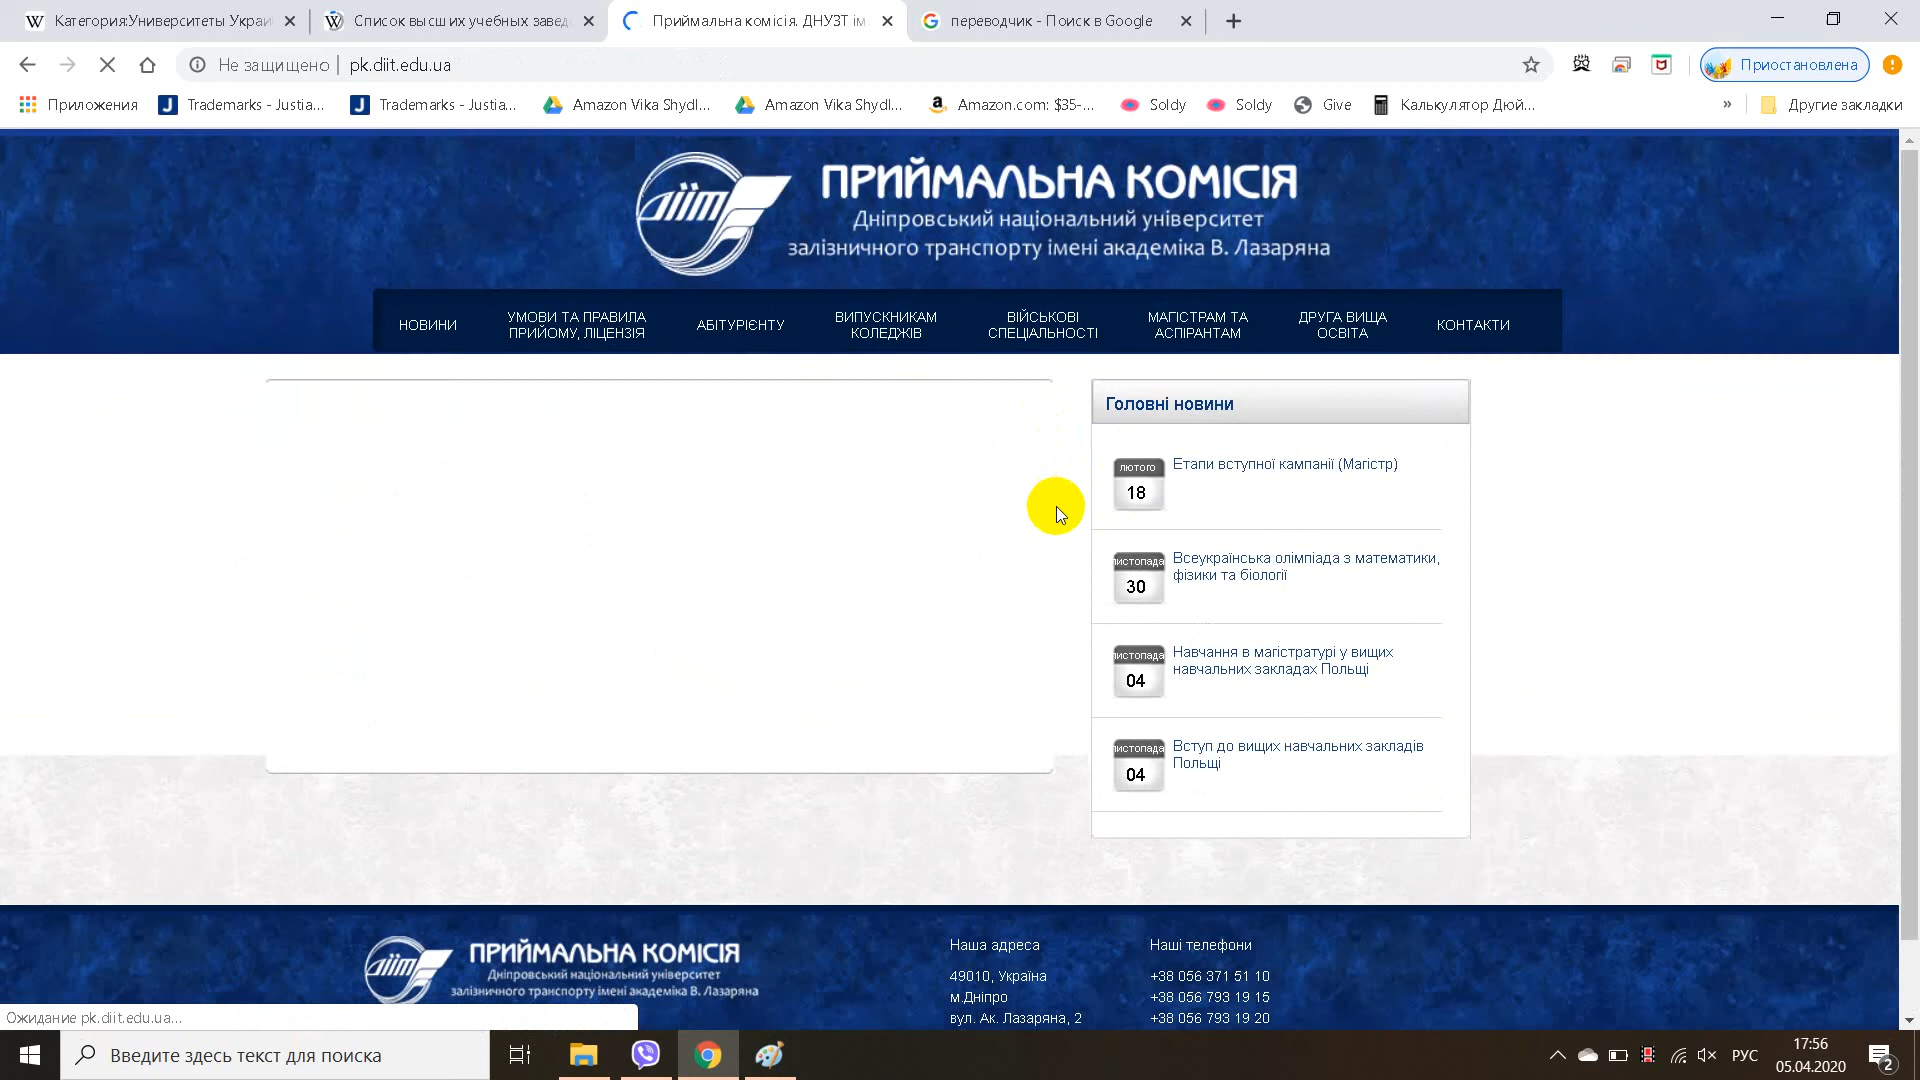 Категория:Университеты Украи
Список высших учебных завед
Приймальна комісія. ДНУЗТ ім
переводчик - Поиск в Google
Не защищено
pk.diit.edu.ua
Приостановлена
Приложения
Trademarks - Justia...
Trademarks - Justia...
Amazon Vika Shydl...
Amazon Vika Shydl...
Amazon.com: $35-...
Soldy
Soldy
Give
Калькулятор Дюй...
»
Другие закладки
дііт
ПРИЙМАЛЬНА КОМІСІЯ
Дніпровський національний університет
залізничного транспорту імені академіка В. Лазаряна
НОВИНИ
УМОВИ ТА ПРАВИЛА
ПРИЙОМУ, ЛІЦЕНЗІЯ
АБІТУРІЄНТУ
ВИПУСКНИКАМ
КОЛЕДЖІВ
ВІЙСЬКОВІ
СПЕЦІАЛЬНОСТІ
МАГІСТРАМ ТА
АСПІРАНТАМ
ДРУГА ВИЩА
ОСВІТА
КОНТАКТИ
Головні новини
лютого
18
Етапи вступної кампанії (Магістр)
листопада
30
Всеукраїнська олімпіада з математики,
фізики та біології
листопада
04
Навчання в магістратурі у вищих
навчальних закладах Польщі
листопада
04
Вступ до вищих навчальних закладів
Польщі
дііт
ПРИЙМАЛЬНА КОМІСІЯ
Дніпровський національний університет
залізничного транспорту імені академіка В. Лазаряна
Наша адреса
49010, Україна
м.Дніпро
вул. Ак. Лазаряна, 2
Наші телефони
+38 056 371 51 10
+38 056 793 19 15
+38 056 793 19 20
Ожидание pk.diit.edu.ua...
Введите здесь текст для поиска
РУС
17:56
05.04.2020
2